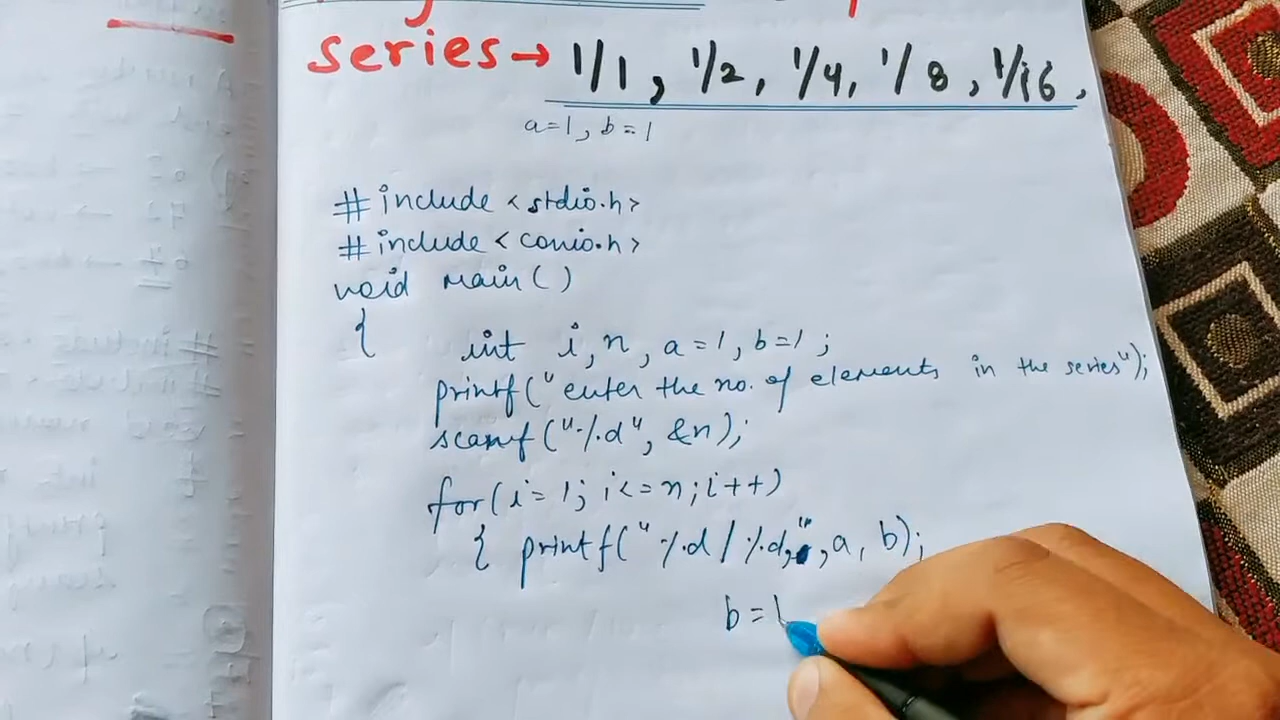 series → 1/1, 1/2, 1/4, 1/8, 1/16,
a=1, b=1
#include <stdio.h>
#include <conio.h>
void main()
{ int i, n, a=1, b=1;
printf("enter the no. of elements in the series");
scanf("%d", &n);
for(i=1; i<=n; i++)
{ printf("%d/%d,", a, b);
b=